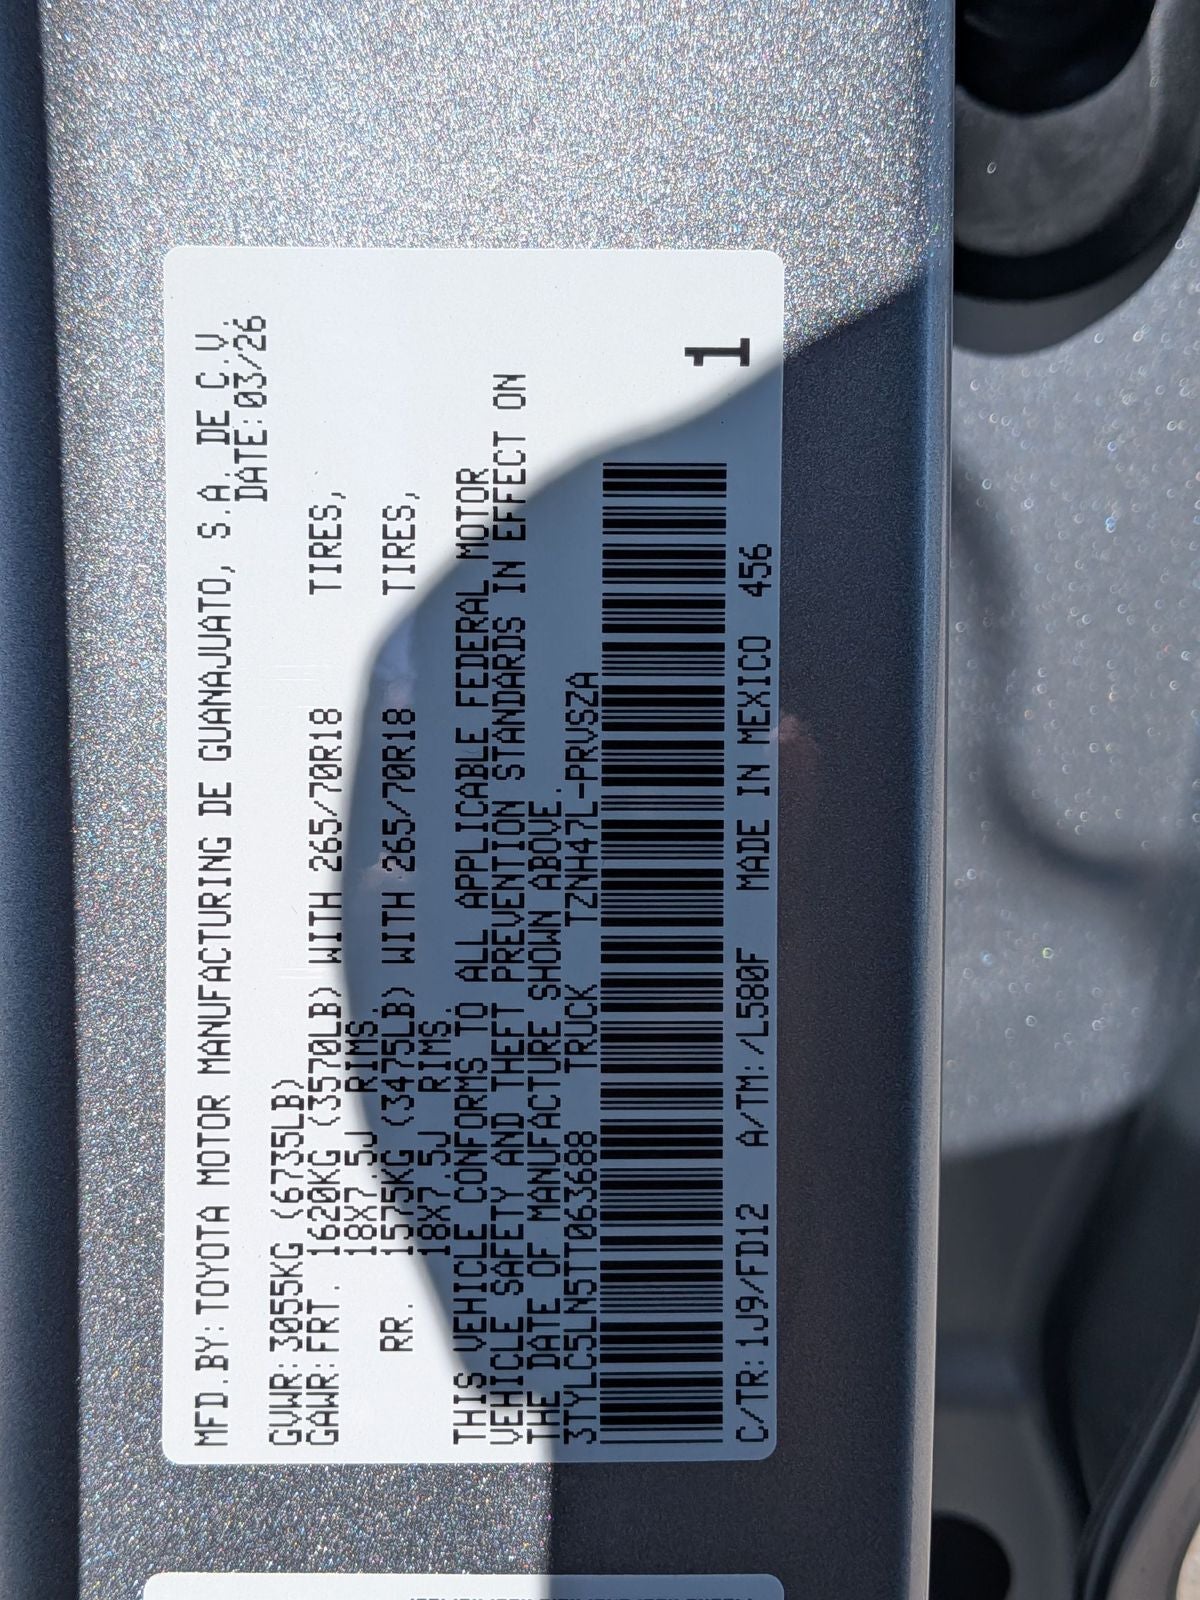 MFD.BY:TOYOTA MOTOR MANUFACTURING DE GUANAJUATO, S.A. DE C.V.
DATE:03/26
GVWR:3055KG (6735LB)
GAWR:FRT. 1620KG (3570LB) WITH 265/70R18 TIRES,
18X7.5J RIMS,
RR. 1575KG (3475LB) WITH 265/70R18 TIRES,
18X7.5J RIMS,
THIS VEHICLE CONFORMS TO ALL APPLICABLE FEDERAL MOTOR
VEHICLE SAFETY AND THEFT PREVENTION STANDARDS IN EFFECT ON
THE DATE OF MANUFACTURE SHOWN ABOVE.
3TYLC5LN5TT063688 TRUCK TZNH47L-PRVSZA
1
C/TR:1J9/FD12 A/TM:/L580F MADE IN MEXICO 456